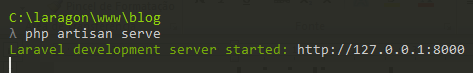 C:\laragon\www\blog
λ php artisan serve
Laravel development server started: http://127.0.0.1:8000